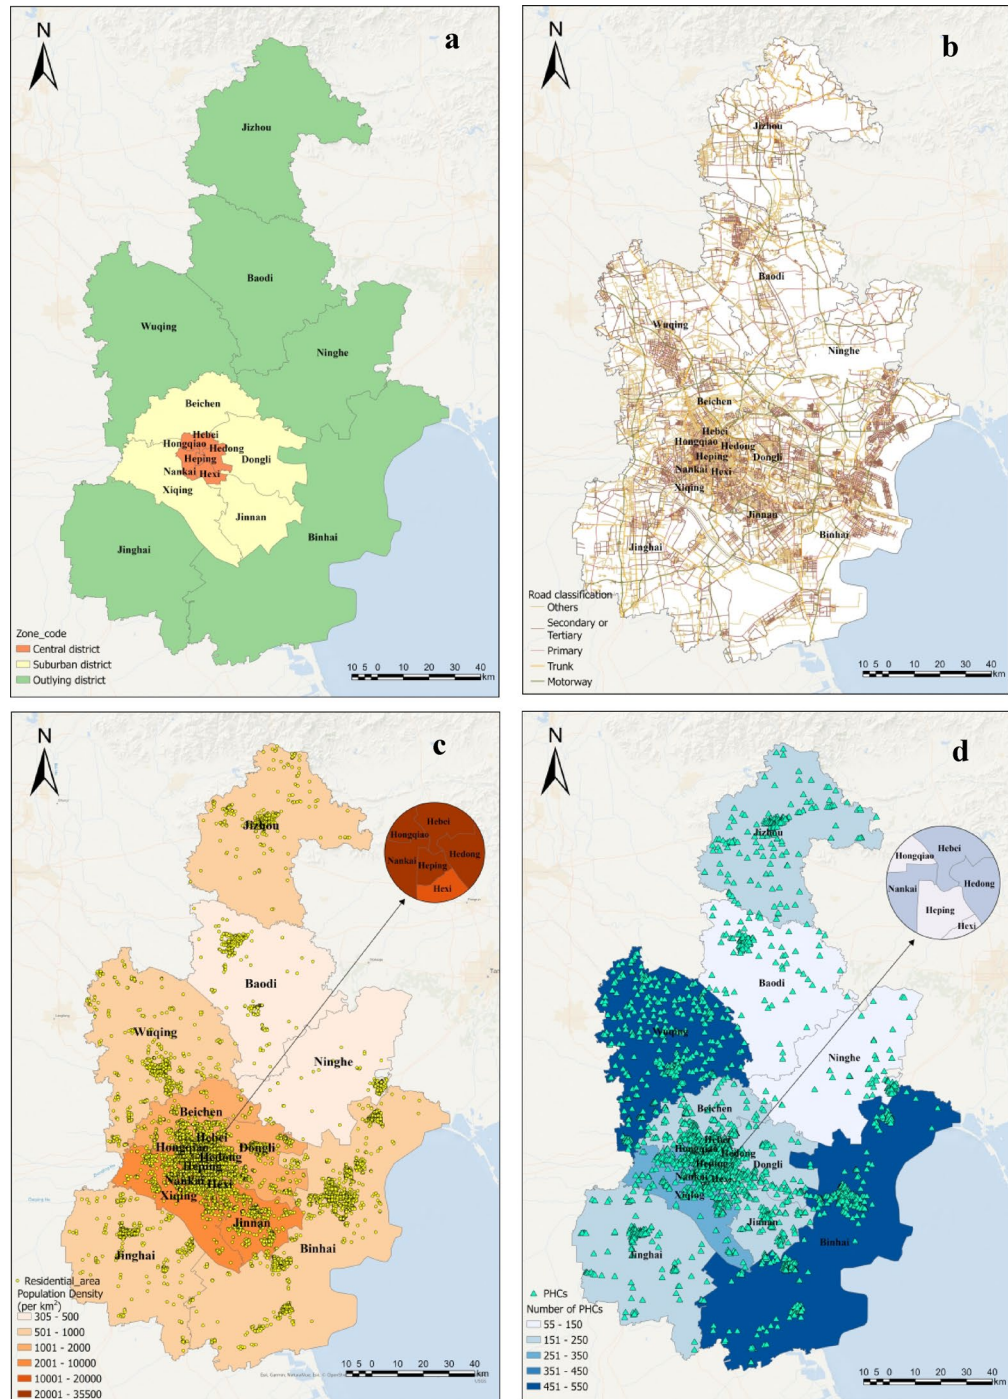 N
a
Jizhou
Baodi
Wuqing
Ninghe
Beichen
Hebei
Hongqiao
Hedong
Heping
Dongli
Nankai
Hexi
Xiqing
Jinnan
Jinghai
Binhai
Zone_code
Central district
Suburban district
Outlying district
10 5 0 10 20 30 40
km
N
b
Jizhou
Baodi
Wuqing
Ninghe
Beichen
Hebei
Hongqiao
Hedong
Heping
Dongli
Nankai
Hexi
Xiqing
Jinnan
Jinghai
Binhai
Road classification
Others
Secondary or
Tertiary
Primary
Trunk
Motorway
10 5 0 10 20 30 40
km
N
c
Jizhou
Hebei
Hongqiao
Nankai
Heping
Hedong
Hexi
Baodi
Wuqing
Ninghe
Beichen
Hebei
Hongqiao
Hedong
Dongli
Heping
Nankai
Hexi
Xiqing
Jinnan
Jinghai
Binhai
Residential_area
Population Density
(per km²)
305 - 500
501 - 1000
1001 - 2000
2001 - 10000
10001 - 20000
20001 - 35500
10 5 0 10 20 30 40
km
N
d
Jizhou
Hebei
Hongqiao
Nankai
Hedong
Heping
Hexi
Baodi
Wuqing
Ninghe
Beichen
Hebei
Hongqiao
Hedong
Heping
Dongli
Nankai
Hexi
Xiqing
Jinnan
Jinghai
Binhai
PHCs
Number of PHCs
55 - 150
151 - 250
251 - 350
351 - 450
451 - 550
10 5 0 10 20 30 40
km